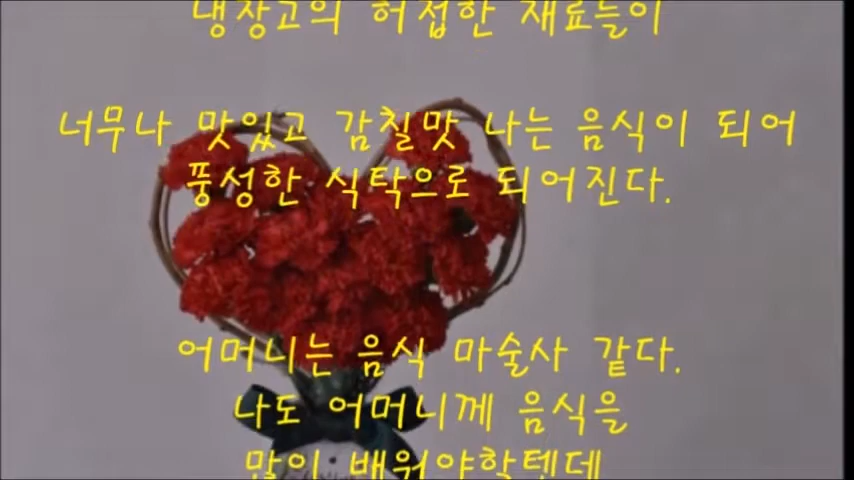 냉장고의 허접한 재료들이
너무나 맛있고 감칠맛 나는 음식이 되어
풍성한 식탁으로 되어진다.
어머니는 음식 마술사 같다.
나도 어머니께 음식을
많이 배워야할텐데